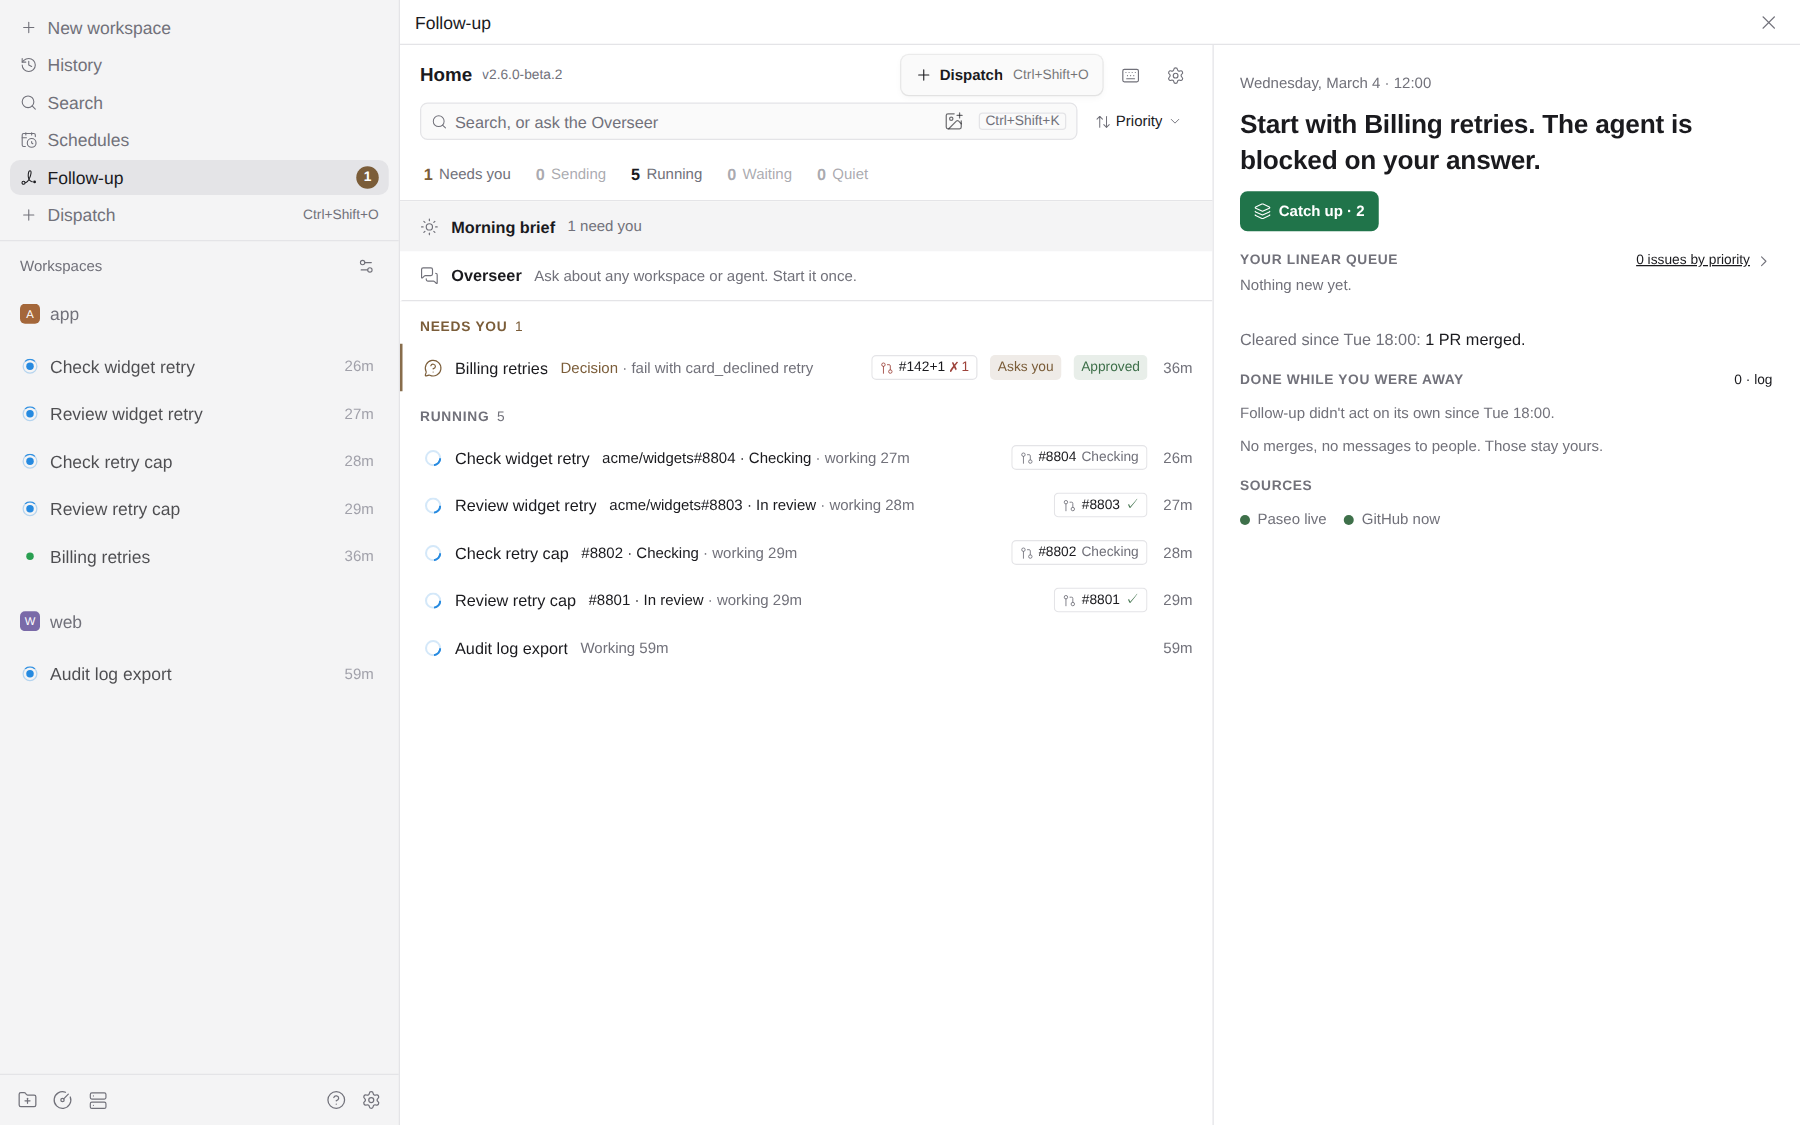 New workspace
History
Search
Schedules
Follow-up 1
Dispatch Ctrl+Shift+O
Workspaces
A app
Check widget retry 26m
Review widget retry 27m
Check retry cap 28m
Review retry cap 29m
Billing retries 36m
W web
Audit log export 59m
Follow-up
Home v2.6.0-beta.2
Dispatch Ctrl+Shift+O
Search, or ask the Overseer Ctrl+Shift+K
Priority
1 Needs you 0 Sending 5 Running 0 Waiting 0 Quiet
Morning brief 1 need you
Overseer Ask about any workspace or agent. Start it once.
NEEDS YOU 1
Billing retries Decision · fail with card_declined retry #142+1 ✗ 1 Asks you Approved 36m
RUNNING 5
Check widget retry acme/widgets#8804 · Checking · working 27m #8804 Checking 26m
Review widget retry acme/widgets#8803 · In review · working 28m #8803 ✓ 27m
Check retry cap #8802 · Checking · working 29m #8802 Checking 28m
Review retry cap #8801 · In review · working 29m #8801 ✓ 29m
Audit log export Working 59m 59m
Wednesday, March 4 · 12:00
Start with Billing retries. The agent is
blocked on your answer.
Catch up · 2
YOUR LINEAR QUEUE 0 issues by priority
Nothing new yet.
Cleared since Tue 18:00: 1 PR merged.
DONE WHILE YOU WERE AWAY 0 · log
Follow-up didn't act on its own since Tue 18:00.
No merges, no messages to people. Those stay yours.
SOURCES
Paseo live GitHub now